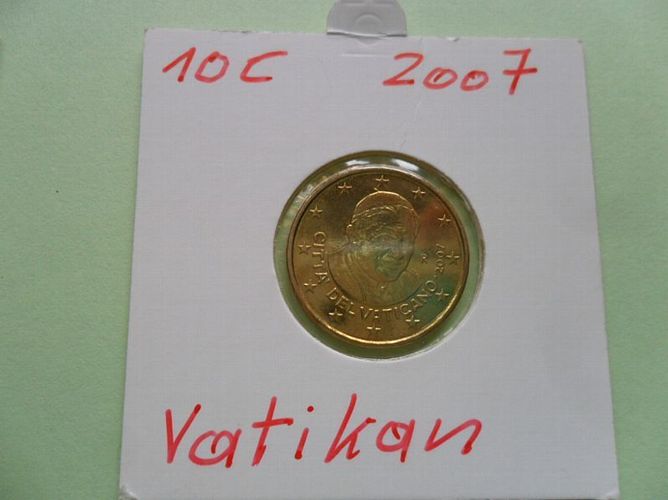 10C 2007
CITTA' DEL VATICANO 2007
R
Vatikan